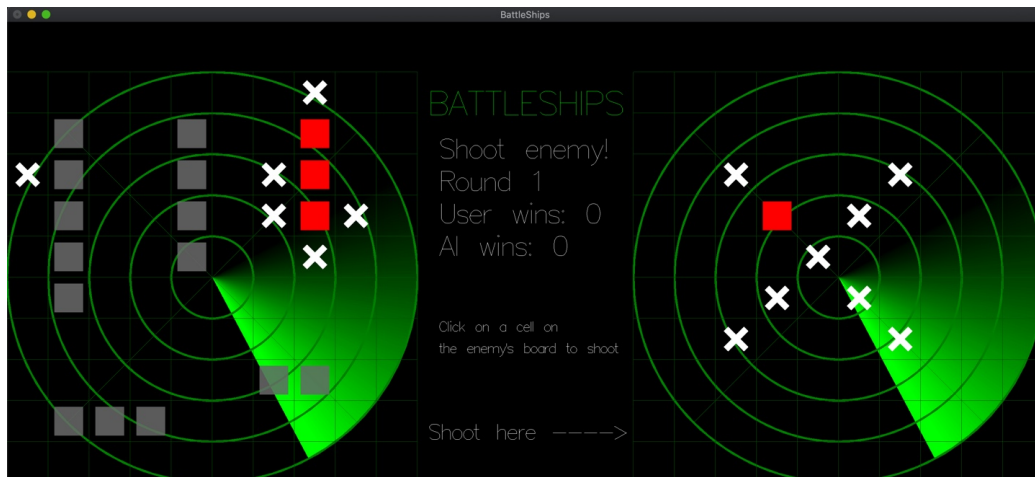 BattleShips
BATTLESHIPS
Shoot enemy!
Round 1
User wins: 0
AI wins: 0
Click on a cell on
the enemy's board to shoot
Shoot here ---->